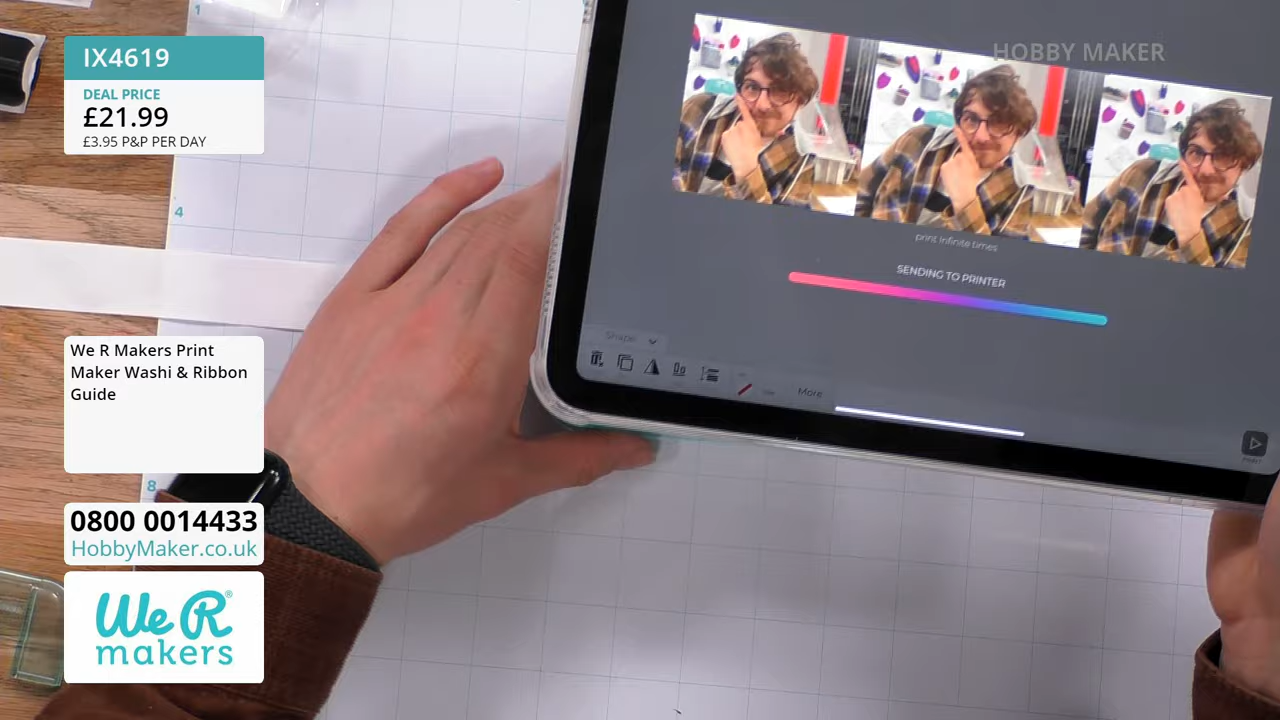 1
HOBBY MAKER
IX4619
DEAL PRICE
£21.99
£3.95 P&P PER DAY
4
print infinite times
SENDING TO PRINTER
Shape
More
We R Makers Print
Maker Washi & Ribbon
Guide
8
0800 0014433
HobbyMaker.co.uk
We R®
makers